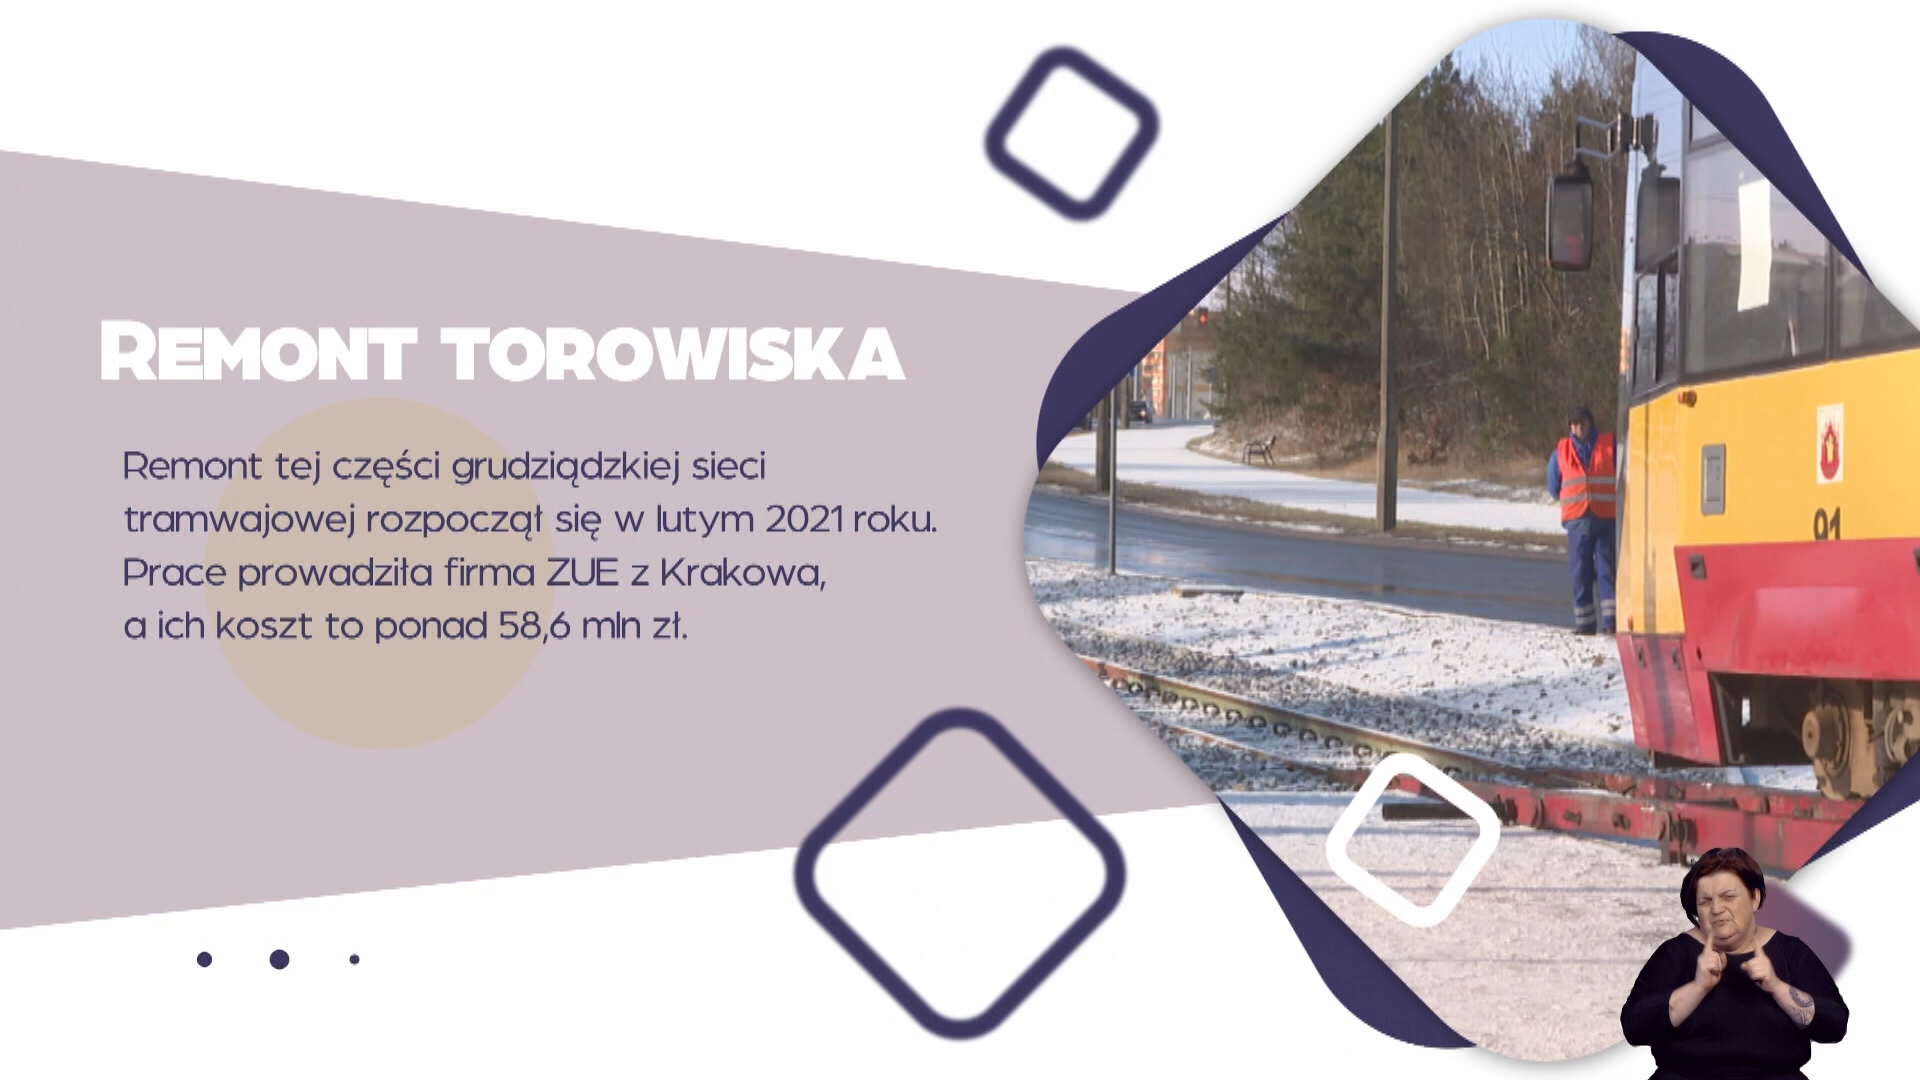 REMONT TOROWISKA
Remont tej części grudziądzkiej sieci
tramwajowej rozpoczął się w lutym 2021 roku.
Prace prowadziła firma ZUE z Krakowa,
a ich koszt to ponad 58,6 mln zł.
91